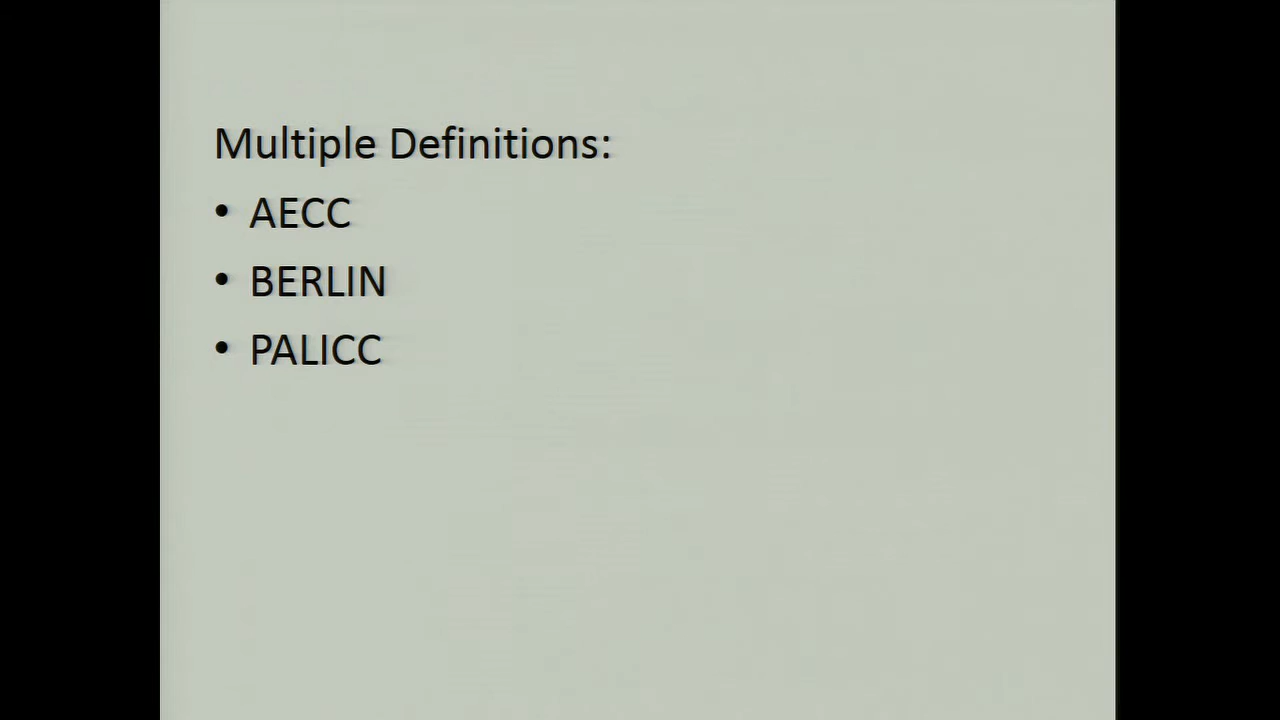 Multiple Definitions:
• AECC
• BERLIN
• PALICC